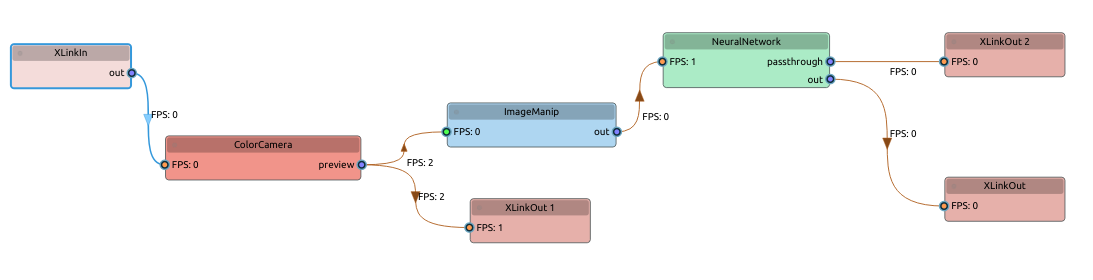 XLinkIn
out
FPS: 0
ColorCamera
FPS: 0
preview
FPS: 2
FPS: 2
ImageManip
FPS: 0
out
XLinkOut 1
FPS: 1
FPS: 0
NeuralNetwork
FPS: 1
passthrough
out
FPS: 0
FPS: 0
XLinkOut 2
FPS: 0
XLinkOut
FPS: 0